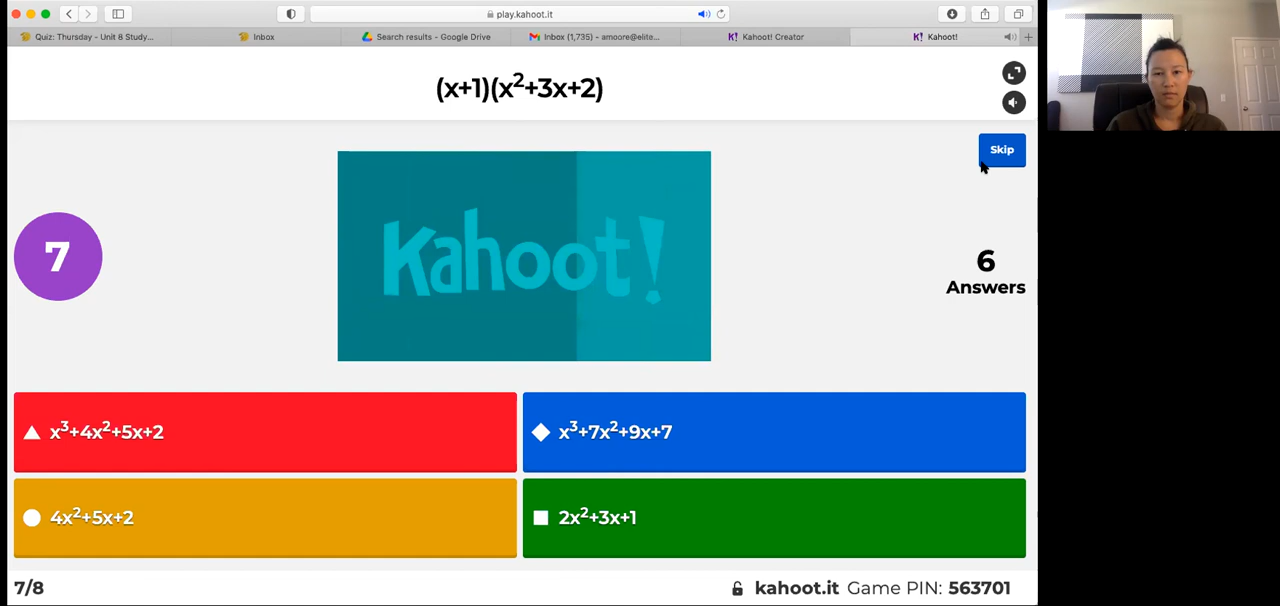 play.kahoot.it
Quiz: Thursday - Unit 8 Study...
Inbox
Search results - Google Drive
Inbox (1,735) - amoore@elite...
K! Kahoot! Creator
K! Kahoot!
(x+1)(x²+3x+2)
Skip
7
Kahoot!
6
Answers
x³+4x²+5x+2
x³+7x²+9x+7
4x²+5x+2
2x²+3x+1
7/8
kahoot.it Game PIN: 563701